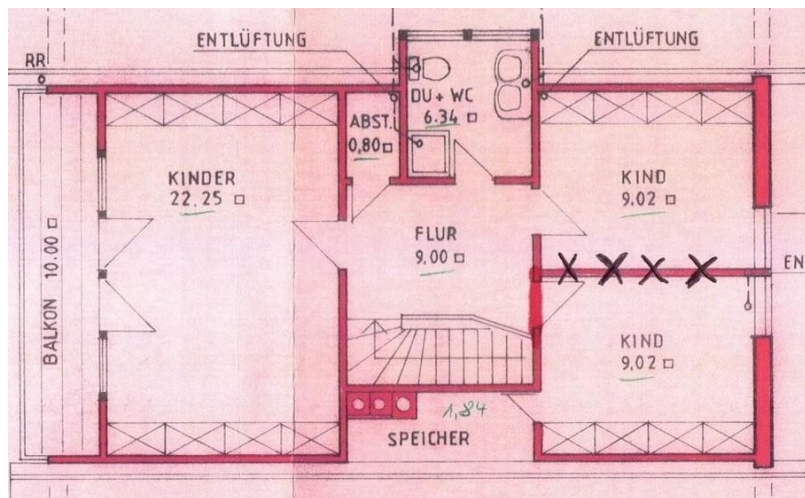 ENTLÜFTUNG
ENTLÜFTUNG
RR
DU + WC
6.34
ABST.
0,80
KINDER
22.25
KIND
9.02
FLUR
9.00
BALKON 10.00
EN
KIND
9,02
1,84
SPEICHER
X X X X